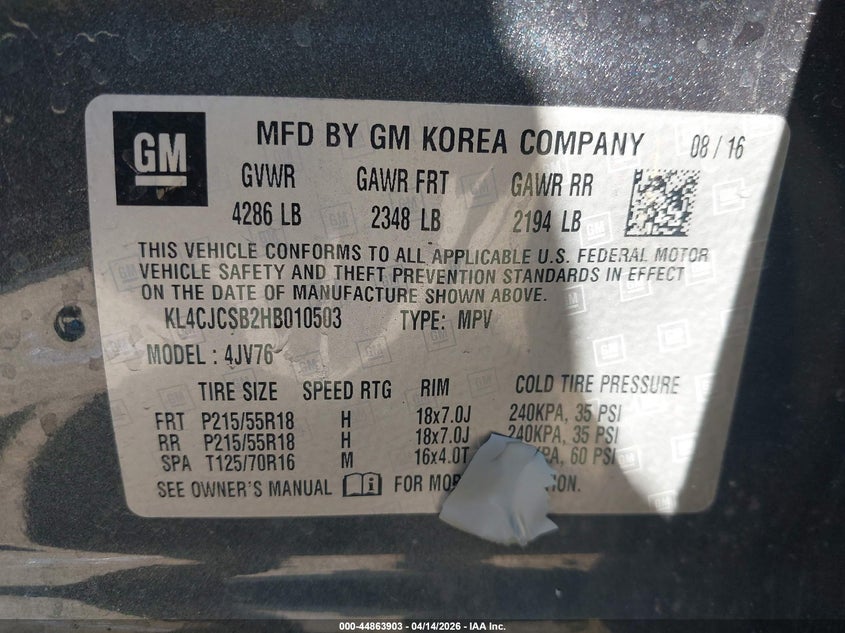 GM
MFD BY GM KOREA COMPANY 08 / 16
GVWR GAWR FRT GAWR RR
4286 LB 2348 LB 2194 LB
THIS VEHICLE CONFORMS TO ALL APPLICABLE U.S. FEDERAL MOTOR
VEHICLE SAFETY AND THEFT PREVENTION STANDARDS IN EFFECT
ON THE DATE OF MANUFACTURE SHOWN ABOVE.
KL4CJCSB2HB010503 TYPE: MPV
MODEL : 4JV76
TIRE SIZE SPEED RTG RIM COLD TIRE PRESSURE
FRT P215/55R18 H 18x7.0J 240KPA, 35 PSI
RR P215/55R18 H 18x7.0J 240KPA, 35 PSI
SPA T125/70R16 M 16x4.0T 60 PSI
SEE OWNER'S MANUAL FOR
000-44863903 - 04/14/2026 - IAA Inc.